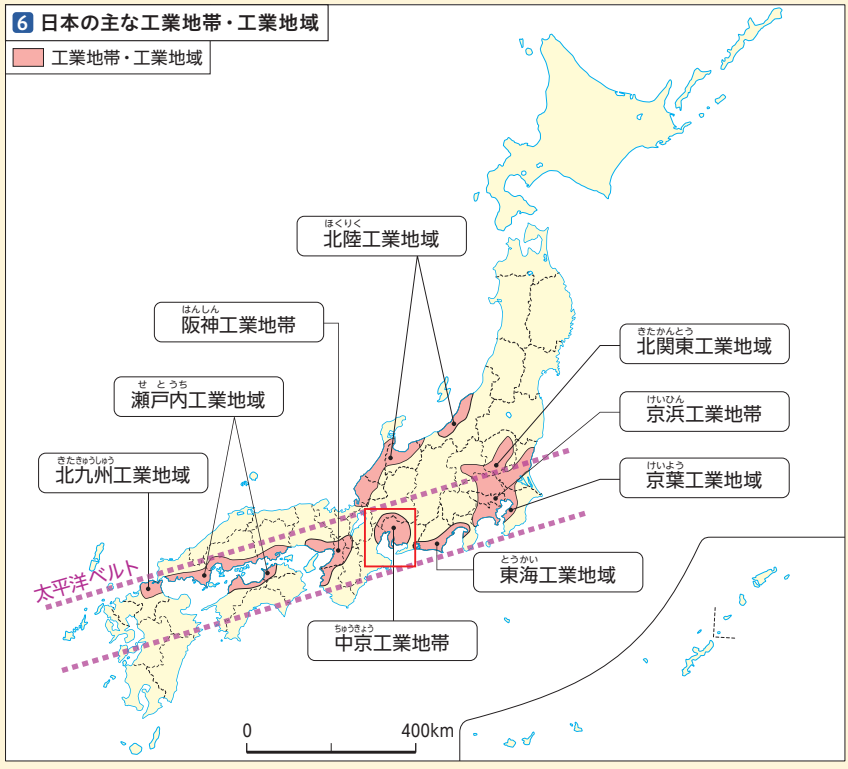 6 日本の主な工業地帯・工業地域
工業地帯・工業地域
ほくりく
北陸工業地域
はんしん
阪神工業地帯
きたかんとう
北関東工業地域
せとうち
瀬戸内工業地域
けいひん
京浜工業地帯
きたきゅうしゅう
北九州工業地域
けいよう
京葉工業地域
太平洋ベルト
とうかい
東海工業地域
ちゅうきょう
中京工業地帯
0 400km